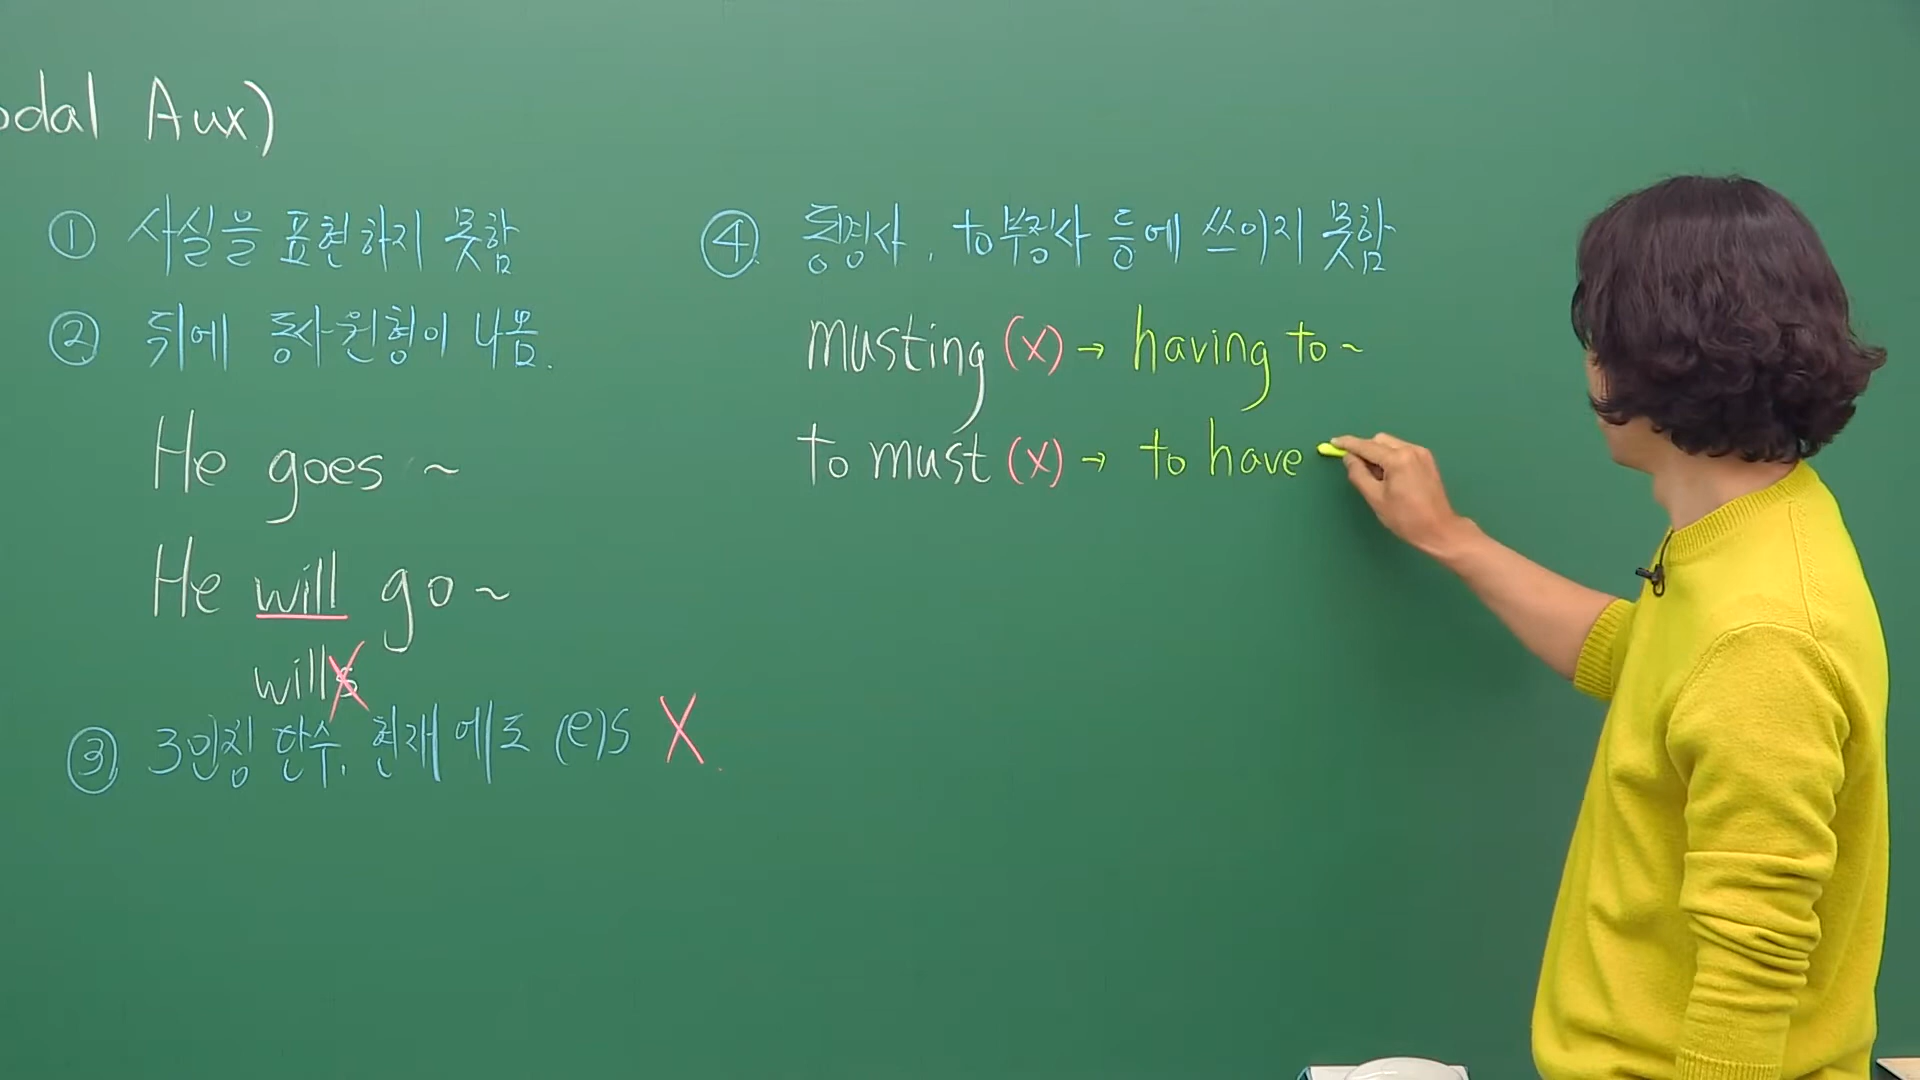 odal Aux)
① 사실을 표현하지 못함
② 뒤에 동사원형이 나옴.
He goes ~
He will go ~
wills
③ 3인칭 단수, 현재에도 (e)s X.
④ 동명사, to부정사 등에 쓰이지 못함
musting (x) → having to ~
to must (x) → to have